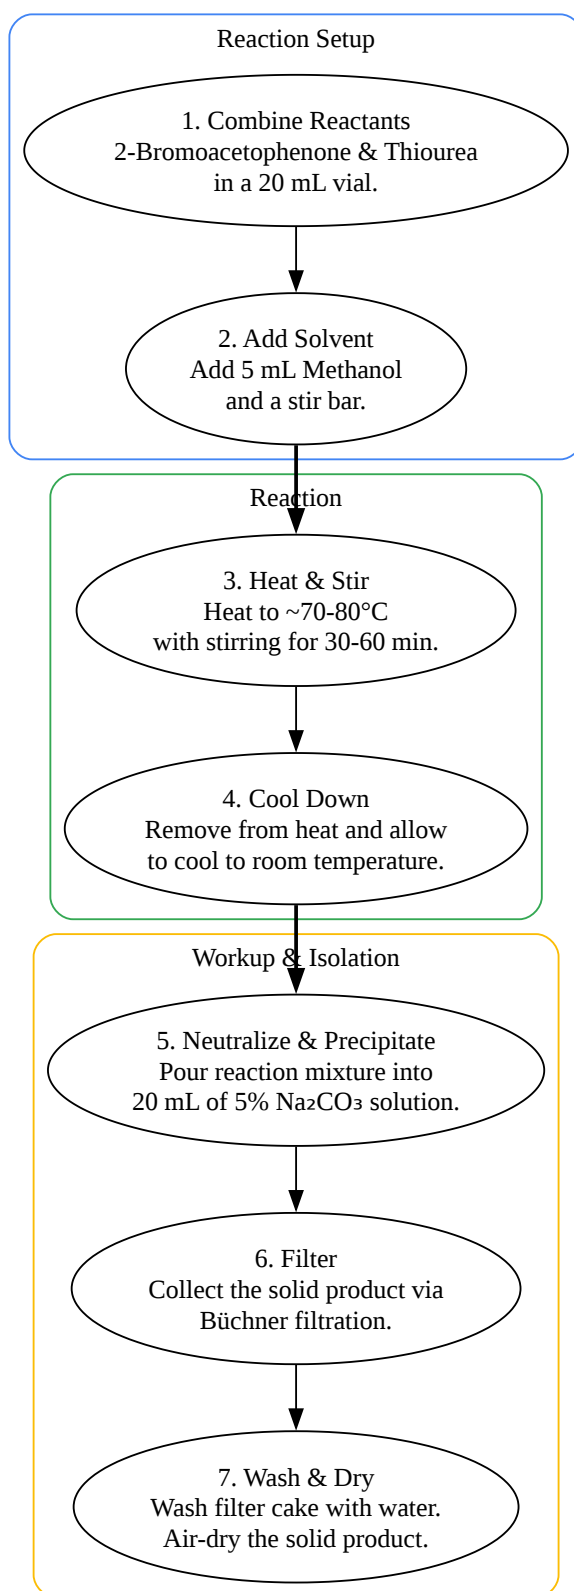 Reaction Setup
1. Combine Reactants
2-Bromoacetophenone & Thiourea
in a 20 mL vial.
2. Add Solvent
Add 5 mL Methanol
and a stir bar.
Reaction
3. Heat & Stir
Heat to ~70-80°C
with stirring for 30-60 min.
4. Cool Down
Remove from heat and allow
to cool to room temperature.
Workup & Isolation
5. Neutralize & Precipitate
Pour reaction mixture into
20 mL of 5% Na₂CO₃ solution.
6. Filter
Collect the solid product via
Büchner filtration.
7. Wash & Dry
Wash filter cake with water.
Air-dry the solid product.